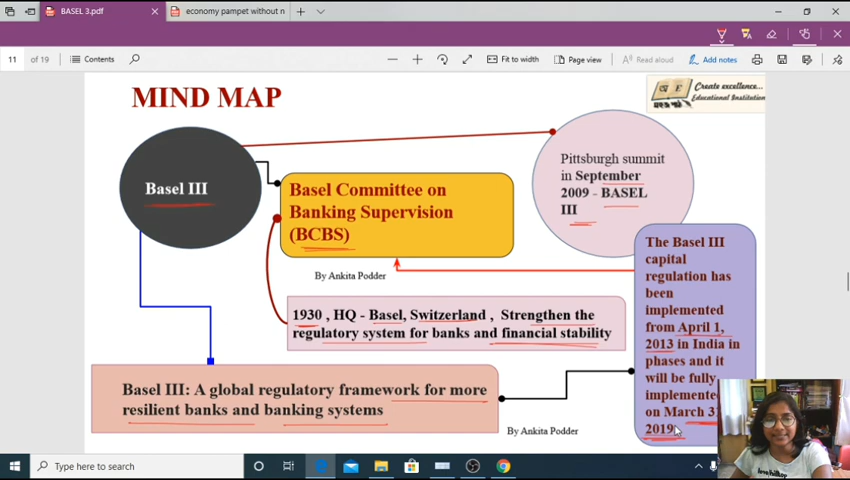 BASEL 3.pdf
economy pampet without n
11 of 19
Contents
Fit to width
Page view
Read aloud
Add notes
MIND MAP
Create excellence...
Educational Institution
Basel III
Basel Committee on
Banking Supervision
(BCBS)
Pittsburgh summit
in September
2009 - BASEL
III
By Ankita Podder
1930 , HQ - Basel, Switzerland , Strengthen the
regulatory system for banks and financial stability
The Basel III
capital
regulation has
been
implemented
from April 1,
2013 in India in
phases and it
will be fully
implemented
on March 31
2019.
Basel III: A global regulatory framework for more
resilient banks and banking systems
By Ankita Podder
Type here to search